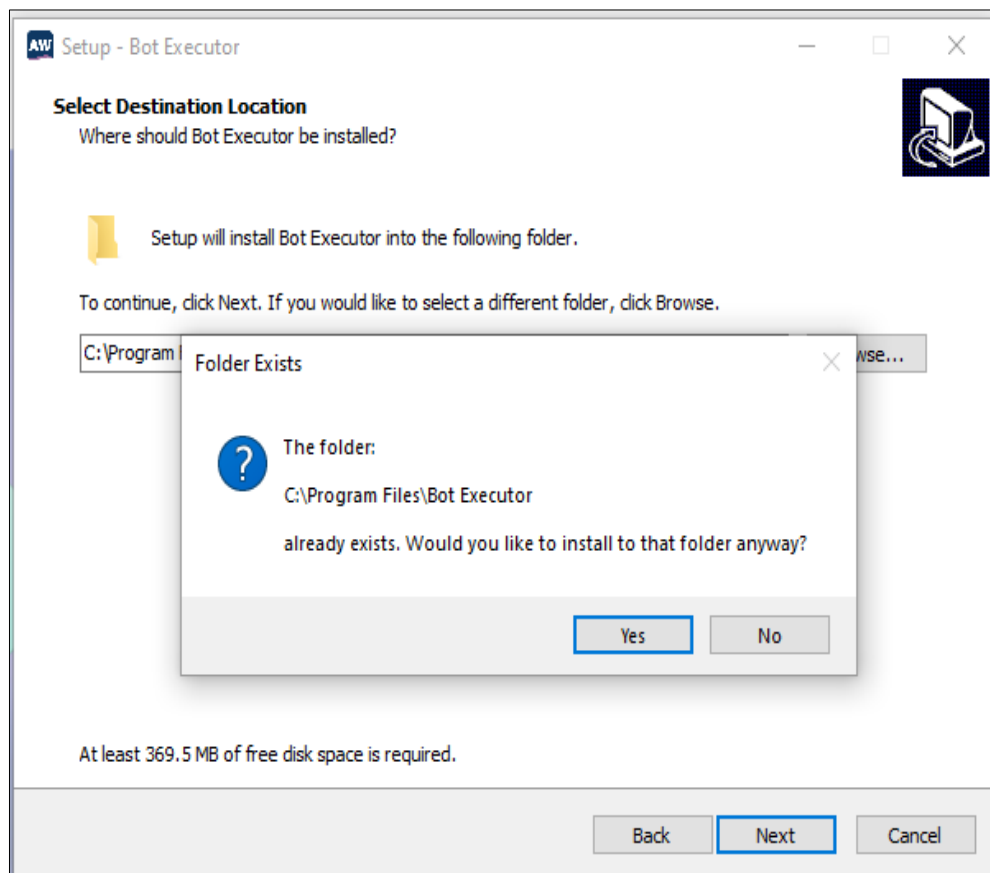 AW Setup - Bot Executor
Select Destination Location
Where should Bot Executor be installed?
Setup will install Bot Executor into the following folder.
To continue, click Next. If you would like to select a different folder, click Browse.
C:\Program
Folder Exists
The folder:
C:\Program Files\Bot Executor
already exists. Would you like to install to that folder anyway?
Yes No
At least 369.5 MB of free disk space is required.
Back Next Cancel